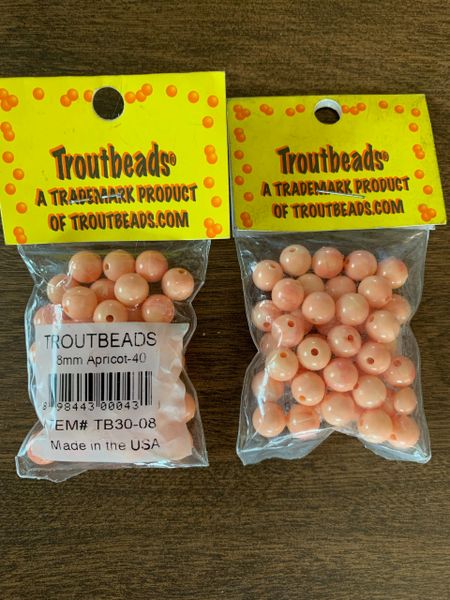 Troutbeads®
A TRADEMARK PRODUCT
OF TROUTBEADS.COM
TROUTBEADS
8mm Apricot-40
8 98443 00043
ITEM# TB30-08
Made in the USA
Troutbeads®
A TRADEMARK PRODUCT
OF TROUTBEADS.COM